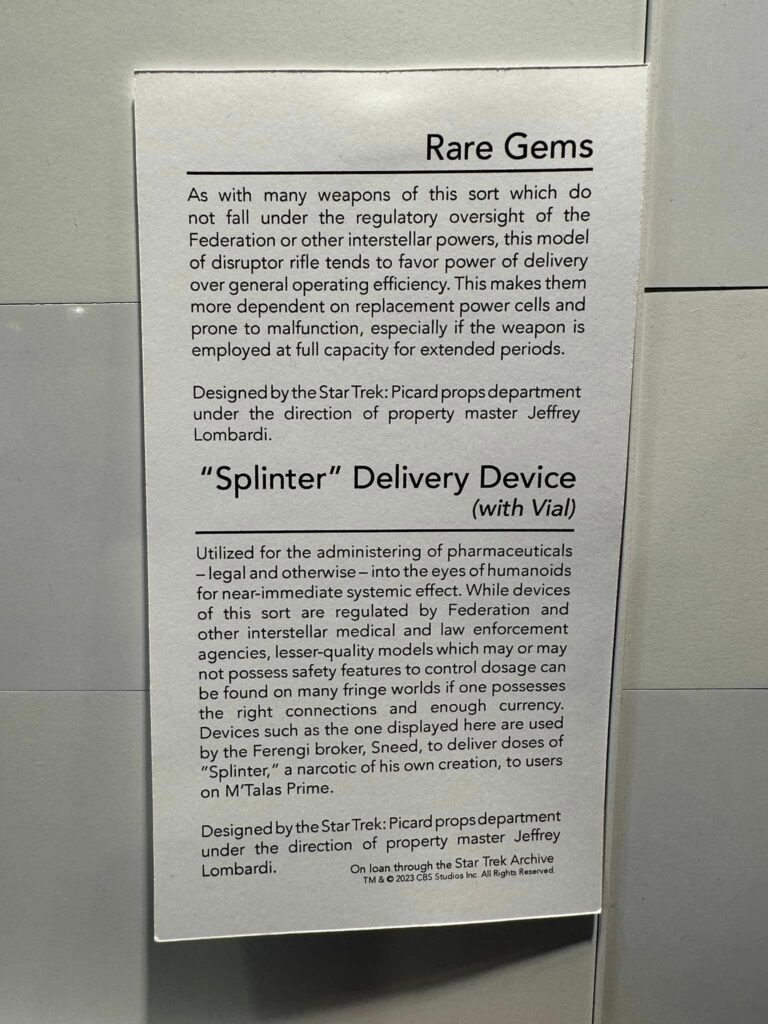 Rare Gems
As with many weapons of this sort which do
not fall under the regulatory oversight of the
Federation or other interstellar powers, this model
of disruptor rifle tends to favor power of delivery
over general operating efficiency. This makes them
more dependent on replacement power cells and
prone to malfunction, especially if the weapon is
employed at full capacity for extended periods.
Designed by the Star Trek: Picard props department
under the direction of property master Jeffrey
Lombardi.
“Splinter” Delivery Device
(with Vial)
Utilized for the administering of pharmaceuticals
– legal and otherwise – into the eyes of humanoids
for near-immediate systemic effect. While devices
of this sort are regulated by Federation and
other interstellar medical and law enforcement
agencies, lesser-quality models which may or may
not possess safety features to control dosage can
be found on many fringe worlds if one possesses
the right connections and enough currency.
Devices such as the one displayed here are used
by the Ferengi broker, Sneed, to deliver doses of
“Splinter,” a narcotic of his own creation, to users
on M’Talas Prime.
Designed by the Star Trek: Picard props department
under the direction of property master Jeffrey
Lombardi.
On loan through the Star Trek Archive
TM & © 2023 CBS Studios Inc. All Rights Reserved.